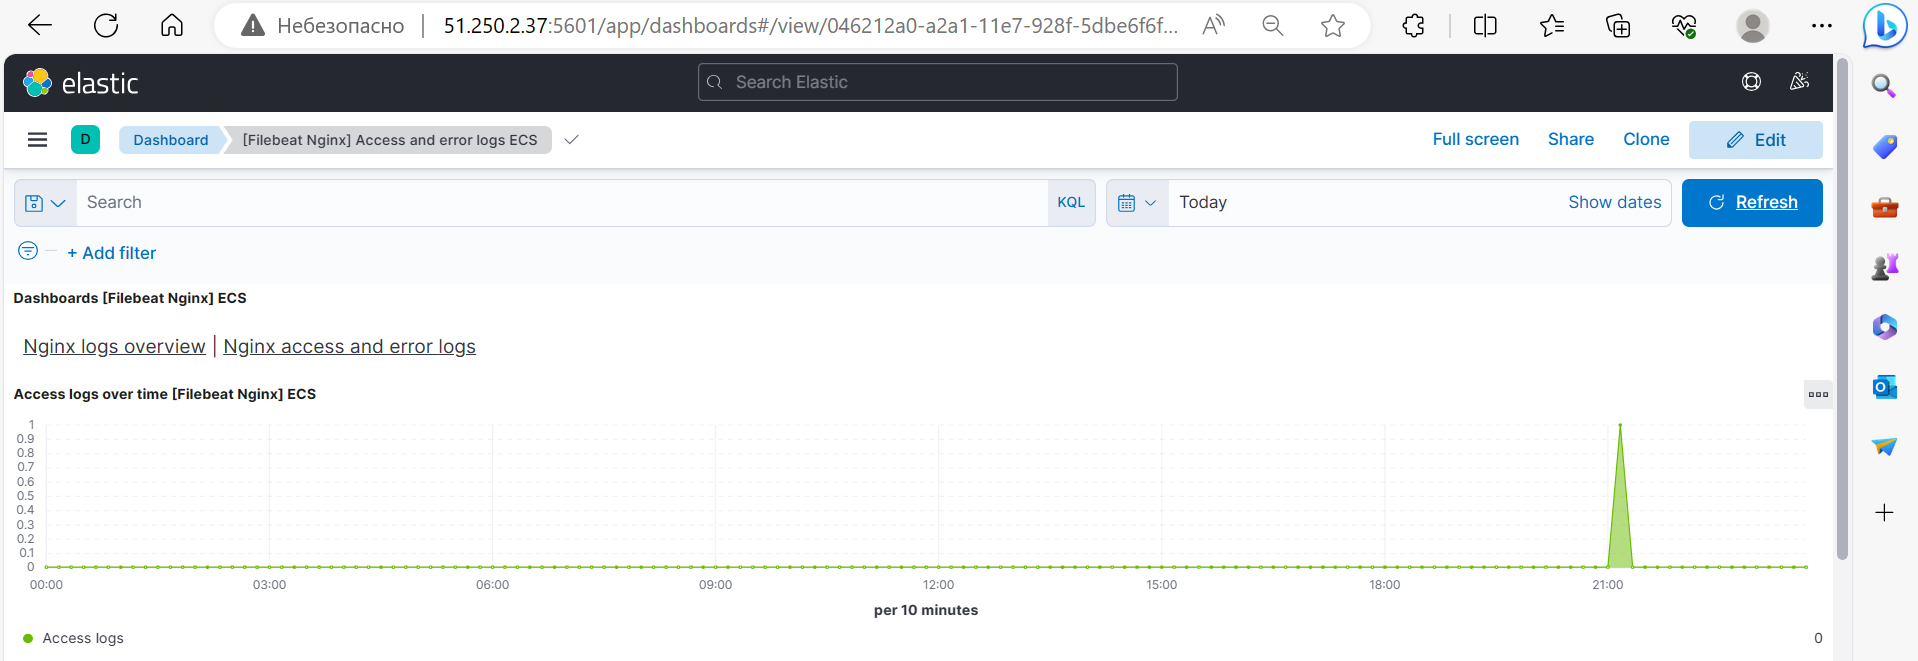 Небезопасно 51.250.2.37:5601/app/dashboards#/view/046212a0-a2a1-11e7-928f-5dbe6f6f...
elastic Search Elastic
D Dashboard [Filebeat Nginx] Access and error logs ECS Full screen Share Clone Edit
Search KQL Today Show dates Refresh
+ Add filter
Dashboards [Filebeat Nginx] ECS
Nginx logs overview | Nginx access and error logs
Access logs over time [Filebeat Nginx] ECS
1
0.9
0.8
0.7
0.6
0.5
0.4
0.3
0.2
0.1
0
00:00 03:00 06:00 09:00 12:00 15:00 18:00 21:00
per 10 minutes
Access logs 0